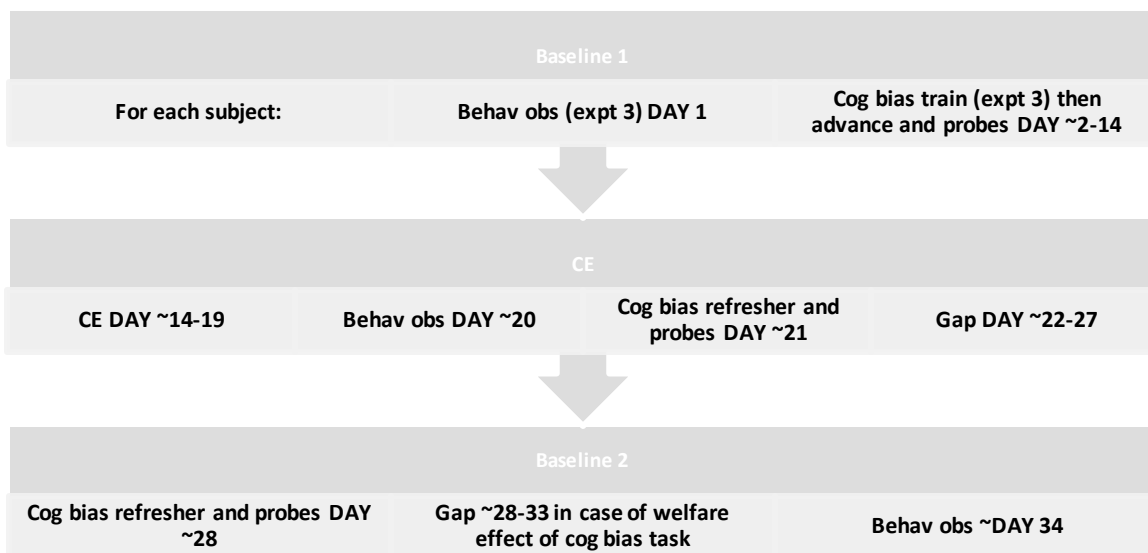 Baseline 1
For each subject:
Behav obs (expt 3) DAY 1
Cog bias train (expt 3) then
advance and probes DAY ~2-14
CE
CE DAY ~14-19
Behav obs DAY ~20
Cog bias refresher and
probes DAY ~21
Gap DAY ~22-27
Baseline 2
Cog bias refresher and probes DAY
~28
Gap ~28-33 in case of welfare
effect of cog bias task
Behav obs ~DAY 34